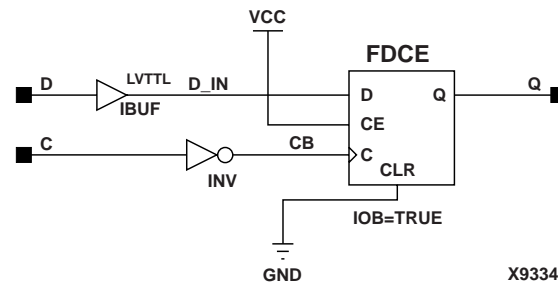 VCC
FDCE
D
LVTTL
D_IN
D
Q
Q
IBUF
CE
C
CB
C
CLR
INV
IOB=TRUE
GND
X9334